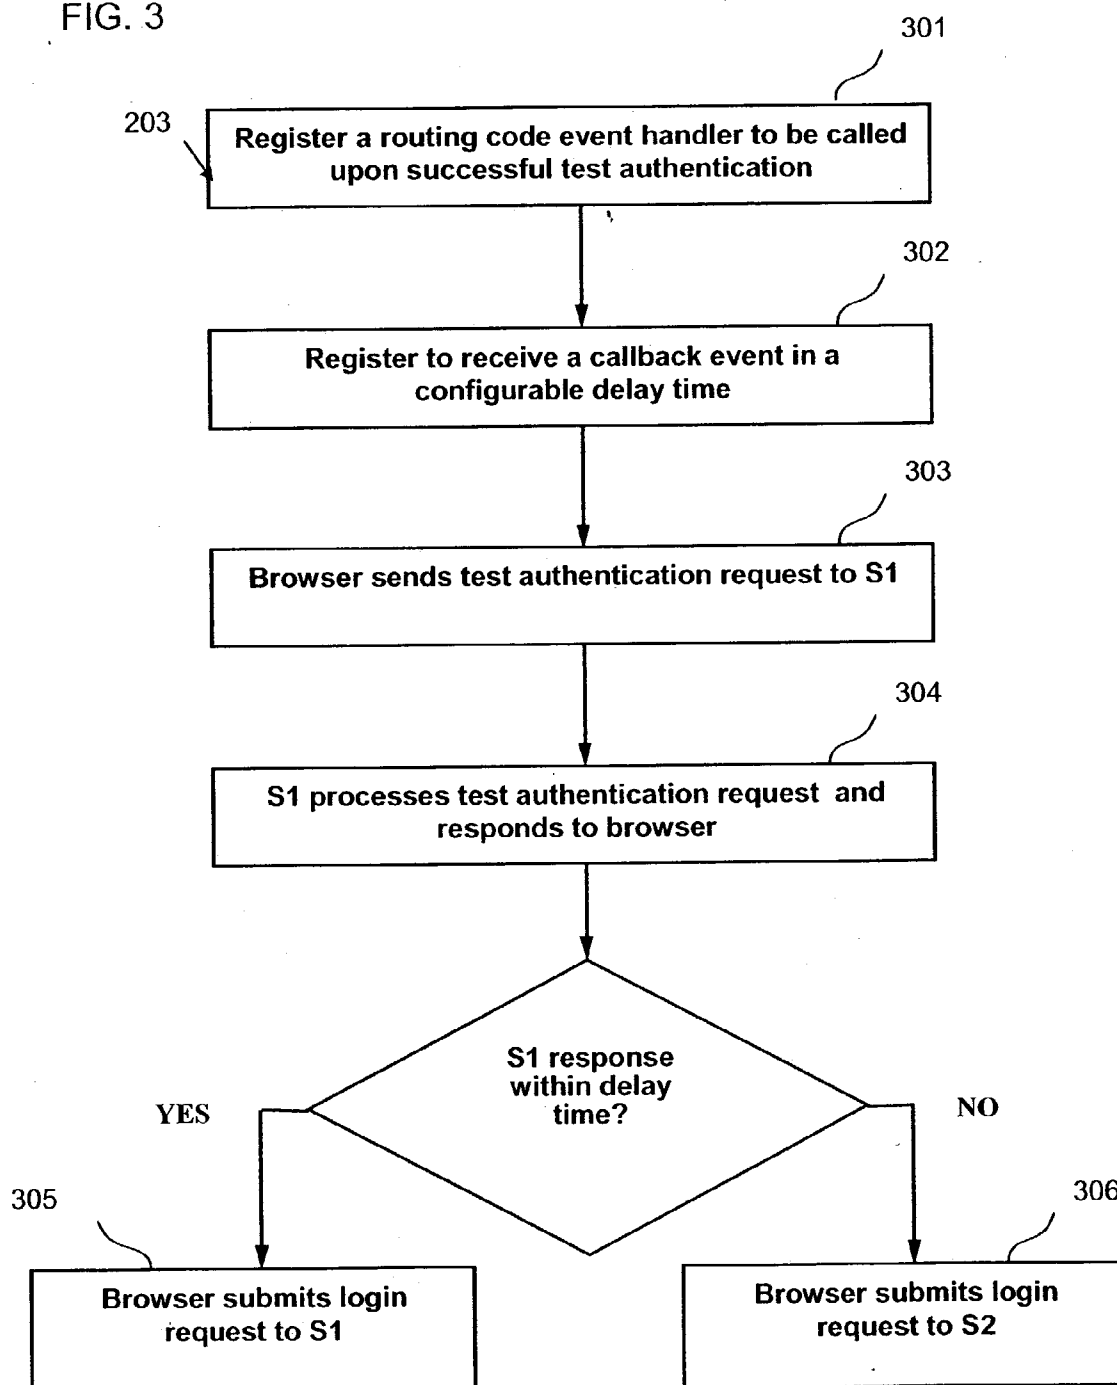 FIG. 3
301
203
Register a routing code event handler to be called
upon successful test authentication
302
Register to receive a callback event in a
configurable delay time
303
Browser sends test authentication request to S1
304
S1 processes test authentication request and
responds to browser
S1 response
within delay
time?
YES
NO
305
306
Browser submits login
request to S1
Browser submits login
request to S2